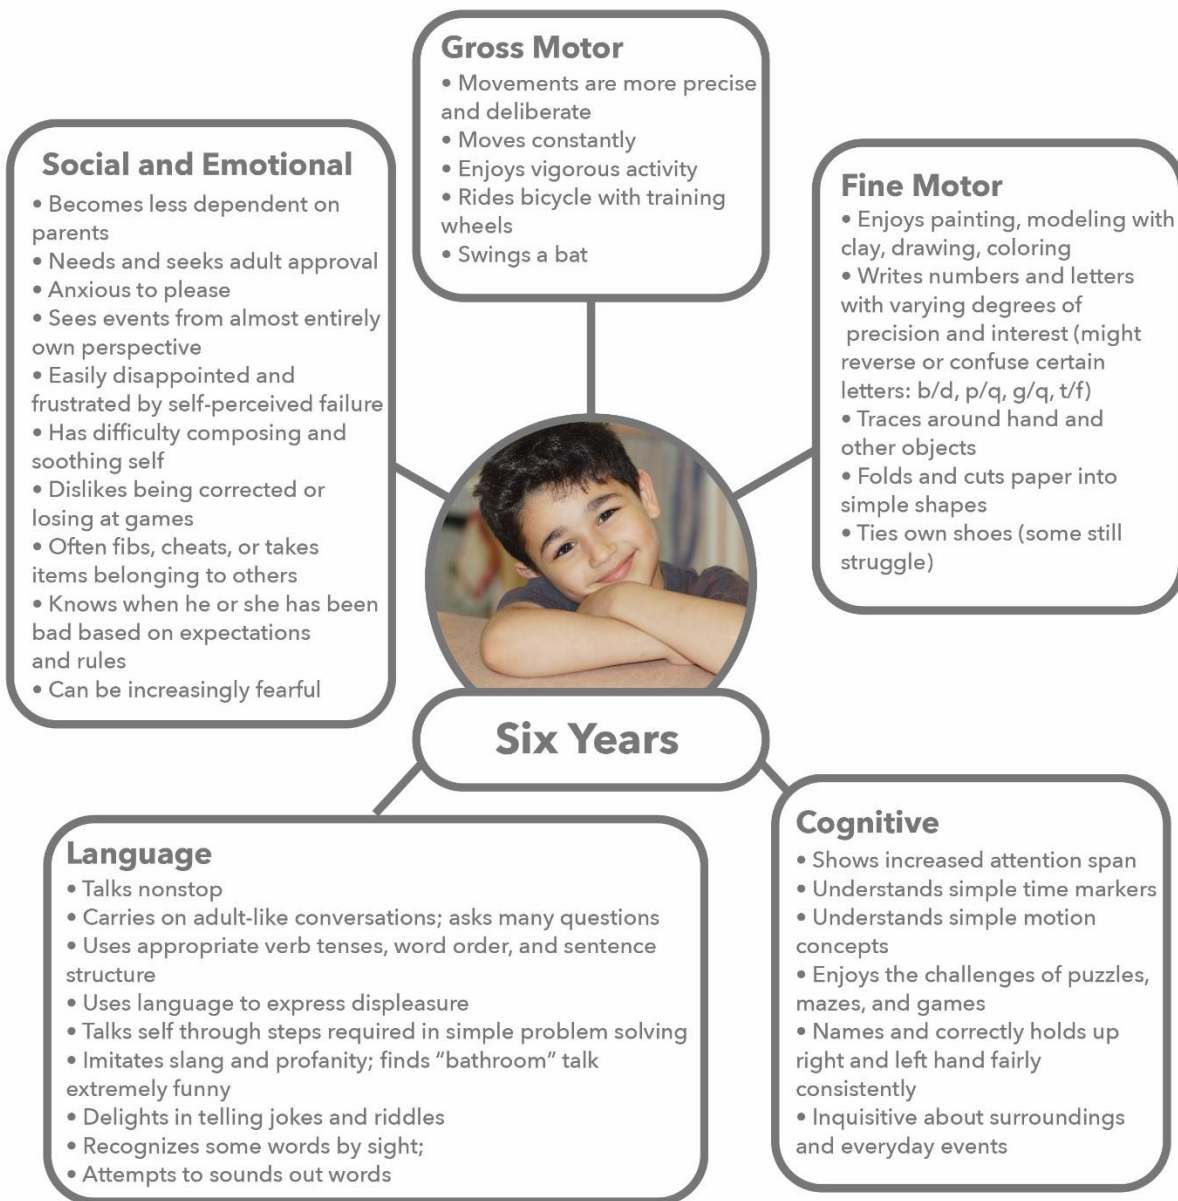 Gross Motor
• Movements are more precise
and deliberate
• Moves constantly
• Enjoys vigorous activity
• Rides bicycle with training
wheels
• Swings a bat
Social and Emotional
• Becomes less dependent on
parents
• Needs and seeks adult approval
• Anxious to please
• Sees events from almost entirely
own perspective
• Easily disappointed and
frustrated by self-perceived failure
• Has difficulty composing and
soothing self
• Dislikes being corrected or
losing at games
• Often fibs, cheats, or takes
items belonging to others
• Knows when he or she has been
bad based on expectations
and rules
• Can be increasingly fearful
Fine Motor
• Enjoys painting, modeling with
clay, drawing, coloring
• Writes numbers and letters
with varying degrees of
precision and interest (might
reverse or confuse certain
letters: b/d, p/q, g/q, t/f)
• Traces around hand and
other objects
• Folds and cuts paper into
simple shapes
• Ties own shoes (some still
struggle)
Six Years
Language
• Talks nonstop
• Carries on adult-like conversations; asks many questions
• Uses appropriate verb tenses, word order, and sentence
structure
• Uses language to express displeasure
• Talks self through steps required in simple problem solving
• Imitates slang and profanity; finds “bathroom” talk
extremely funny
• Delights in telling jokes and riddles
• Recognizes some words by sight;
• Attempts to sounds out words
Cognitive
• Shows increased attention span
• Understands simple time markers
• Understands simple motion
concepts
• Enjoys the challenges of puzzles,
mazes, and games
• Names and correctly holds up
right and left hand fairly
consistently
• Inquisitive about surroundings
and everyday events